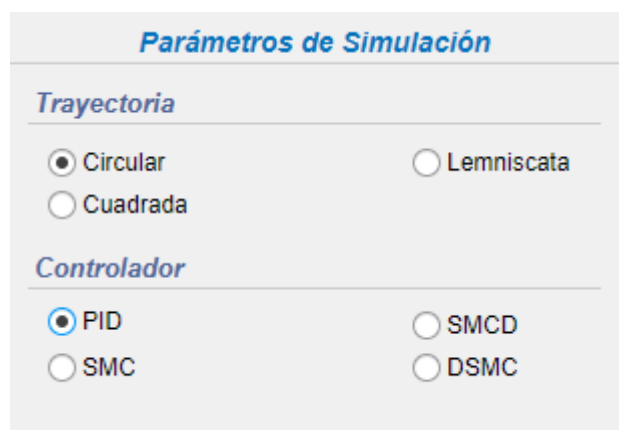 Parámetros de Simulación
Trayectoria
Circular
Lemniscata
Cuadrada
Controlador
PID
SMCD
SMC
DSMC